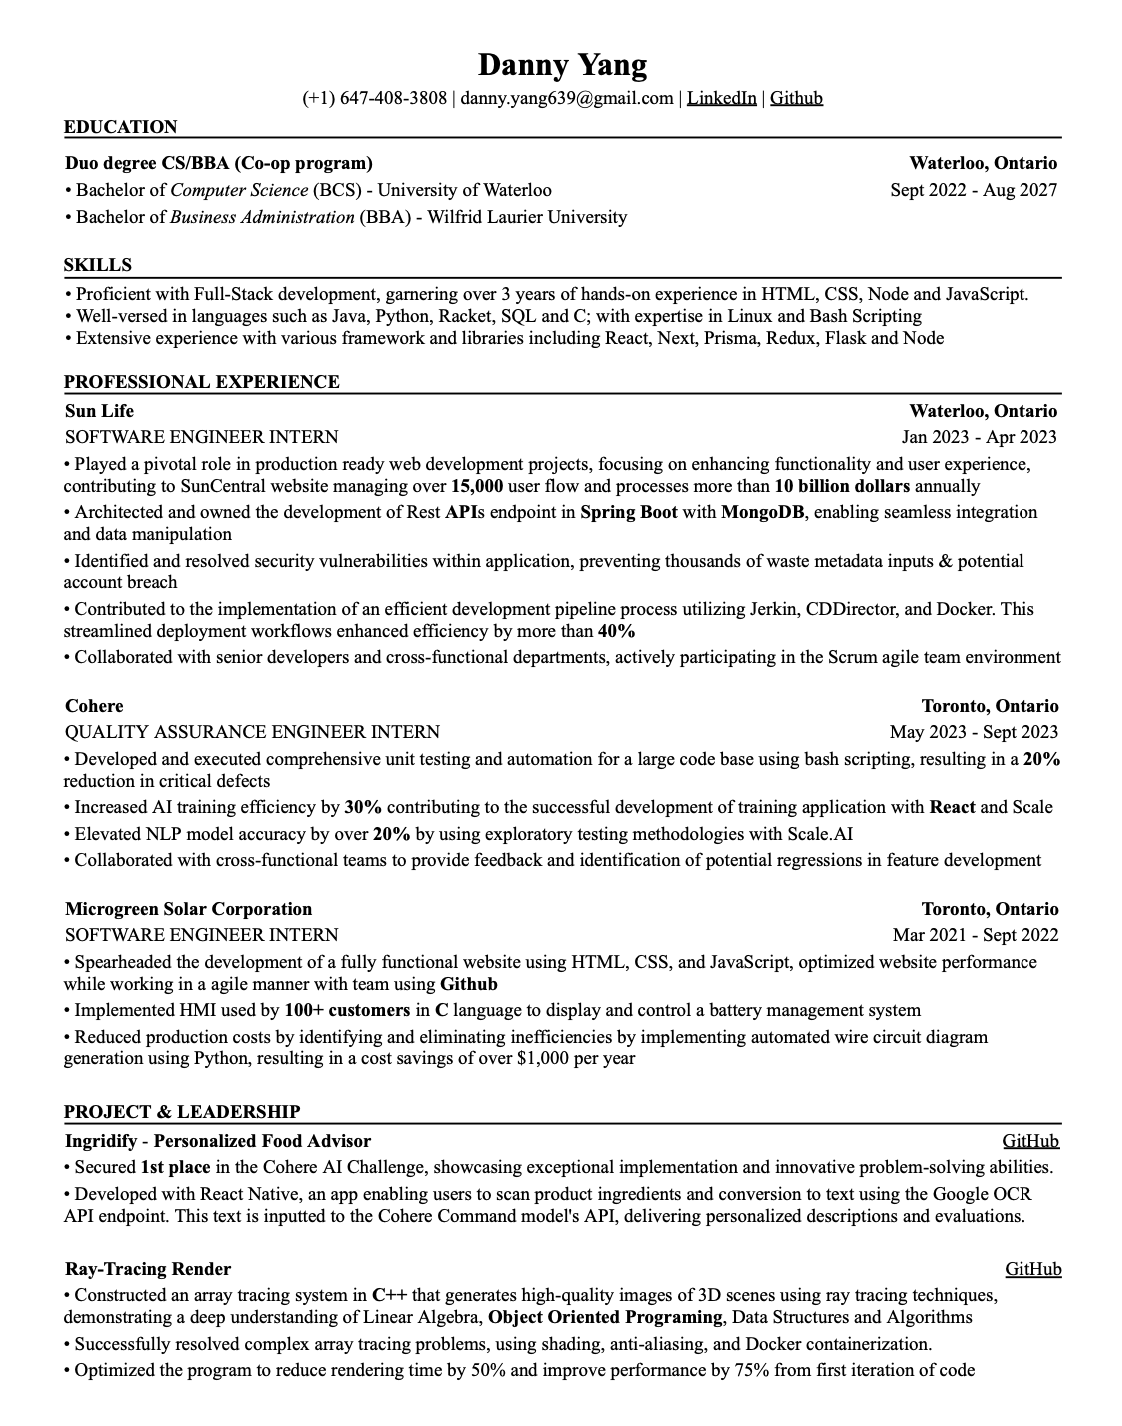 Danny Yang
(+1) 647-408-3808 | danny.yang639@gmail.com | LinkedIn | Github
EDUCATION
Duo degree CS/BBA (Co-op program) Waterloo, Ontario
• Bachelor of Computer Science (BCS) - University of Waterloo Sept 2022 - Aug 2027
• Bachelor of Business Administration (BBA) - Wilfrid Laurier University
SKILLS
• Proficient with Full-Stack development, garnering over 3 years of hands-on experience in HTML, CSS, Node and JavaScript.
• Well-versed in languages such as Java, Python, Racket, SQL and C; with expertise in Linux and Bash Scripting
• Extensive experience with various framework and libraries including React, Next, Prisma, Redux, Flask and Node
PROFESSIONAL EXPERIENCE
Sun Life Waterloo, Ontario
SOFTWARE ENGINEER INTERN Jan 2023 - Apr 2023
• Played a pivotal role in production ready web development projects, focusing on enhancing functionality and user experience,
contributing to SunCentral website managing over 15,000 user flow and processes more than 10 billion dollars annually
• Architected and owned the development of Rest APIs endpoint in Spring Boot with MongoDB, enabling seamless integration
and data manipulation
• Identified and resolved security vulnerabilities within application, preventing thousands of waste metadata inputs & potential
account breach
• Contributed to the implementation of an efficient development pipeline process utilizing Jerkin, CDDirector, and Docker. This
streamlined deployment workflows enhanced efficiency by more than 40%
• Collaborated with senior developers and cross-functional departments, actively participating in the Scrum agile team environment
Cohere Toronto, Ontario
QUALITY ASSURANCE ENGINEER INTERN May 2023 - Sept 2023
• Developed and executed comprehensive unit testing and automation for a large code base using bash scripting, resulting in a 20%
reduction in critical defects
• Increased AI training efficiency by 30% contributing to the successful development of training application with React and Scale
• Elevated NLP model accuracy by over 20% by using exploratory testing methodologies with Scale.AI
• Collaborated with cross-functional teams to provide feedback and identification of potential regressions in feature development
Microgreen Solar Corporation Toronto, Ontario
SOFTWARE ENGINEER INTERN Mar 2021 - Sept 2022
• Spearheaded the development of a fully functional website using HTML, CSS, and JavaScript, optimized website performance
while working in a agile manner with team using Github
• Implemented HMI used by 100+ customers in C language to display and control a battery management system
• Reduced production costs by identifying and eliminating inefficiencies by implementing automated wire circuit diagram
generation using Python, resulting in a cost savings of over $1,000 per year
PROJECT & LEADERSHIP
Ingridify - Personalized Food Advisor GitHub
• Secured 1st place in the Cohere AI Challenge, showcasing exceptional implementation and innovative problem-solving abilities.
• Developed with React Native, an app enabling users to scan product ingredients and conversion to text using the Google OCR
API endpoint. This text is inputted to the Cohere Command model's API, delivering personalized descriptions and evaluations.
Ray-Tracing Render GitHub
• Constructed an array tracing system in C++ that generates high-quality images of 3D scenes using ray tracing techniques,
demonstrating a deep understanding of Linear Algebra, Object Oriented Programing, Data Structures and Algorithms
• Successfully resolved complex array tracing problems, using shading, anti-aliasing, and Docker containerization.
• Optimized the program to reduce rendering time by 50% and improve performance by 75% from first iteration of code